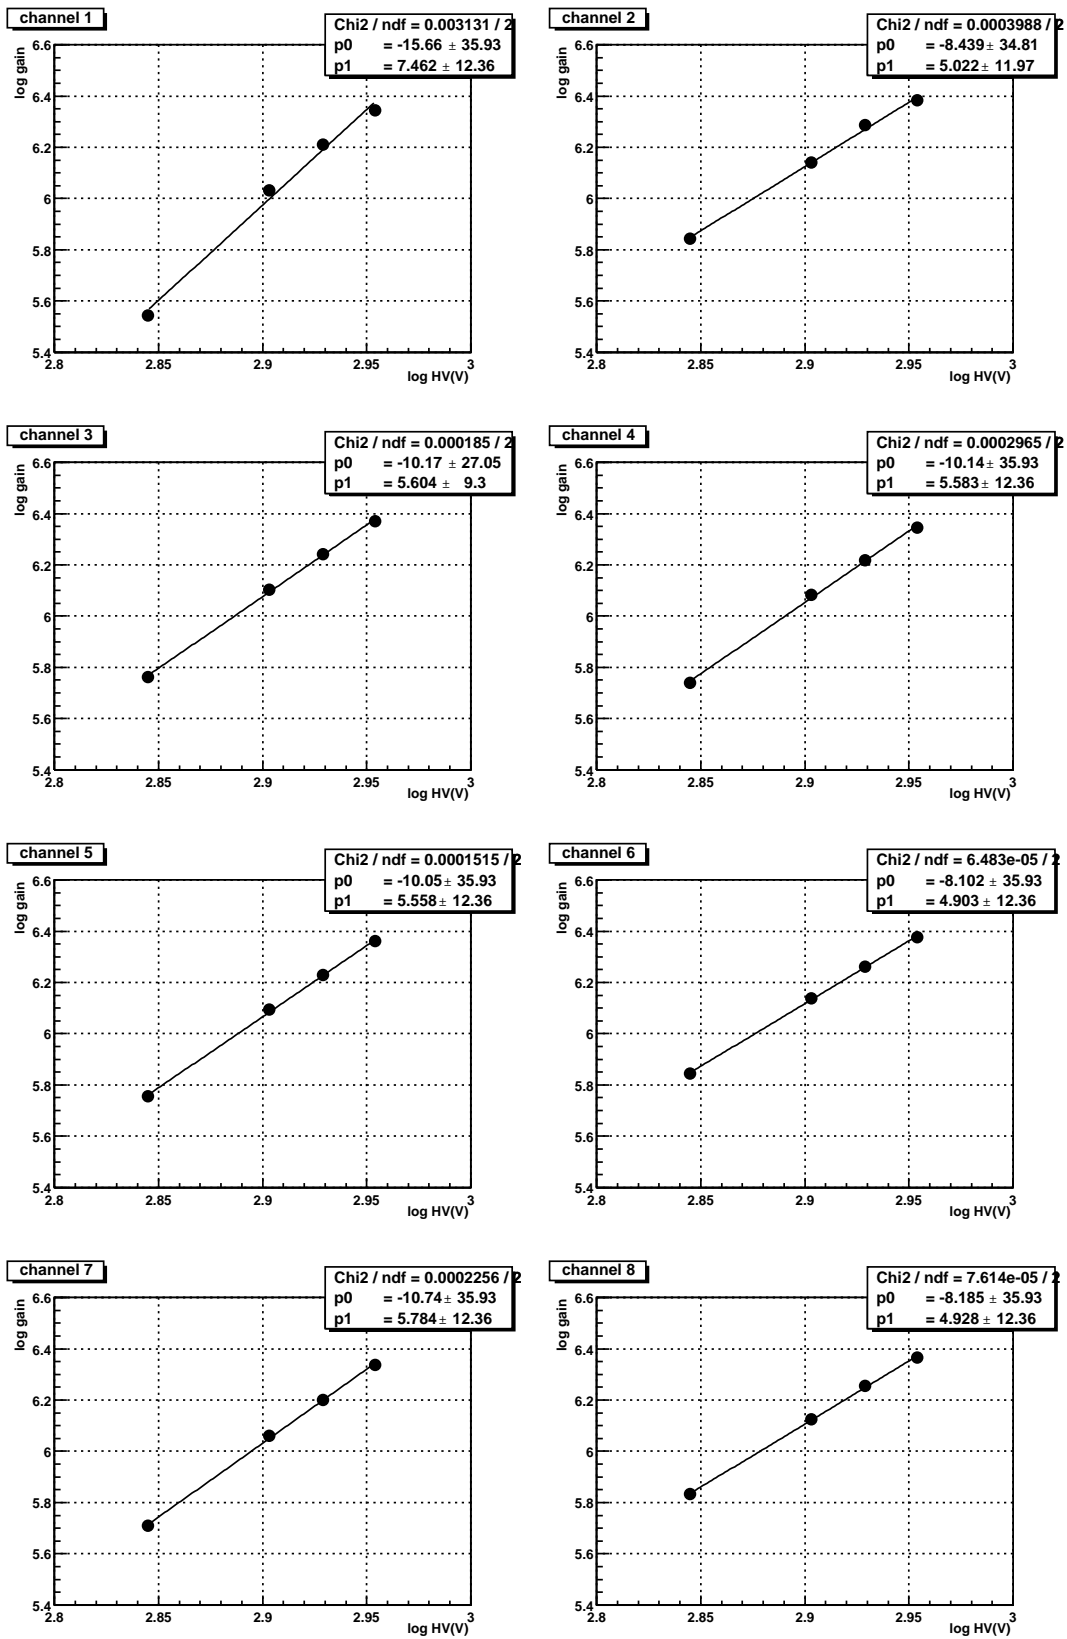 channel 1
Chi2 / ndf = 0.003131 / 2
p0 = -15.66 ± 35.93
p1 = 7.462 ± 12.36
log gain
6.6
6.4
6.2
6
5.8
5.6
5.4
2.8 2.85 2.9 2.95 3
log HV(V)
channel 2
Chi2 / ndf = 0.0003988 / 2
p0 = -8.439 ± 34.81
p1 = 5.022 ± 11.97
log gain
6.6
6.4
6.2
6
5.8
5.6
5.4
2.8 2.85 2.9 2.95 3
log HV(V)
channel 3
Chi2 / ndf = 0.000185 / 2
p0 = -10.17 ± 27.05
p1 = 5.604 ± 9.3
log gain
6.6
6.4
6.2
6
5.8
5.6
5.4
2.8 2.85 2.9 2.95 3
log HV(V)
channel 4
Chi2 / ndf = 0.0002965 / 2
p0 = -10.14 ± 35.93
p1 = 5.583 ± 12.36
log gain
6.6
6.4
6.2
6
5.8
5.6
5.4
2.8 2.85 2.9 2.95 3
log HV(V)
channel 5
Chi2 / ndf = 0.0001515 / 2
p0 = -10.05 ± 35.93
p1 = 5.558 ± 12.36
log gain
6.6
6.4
6.2
6
5.8
5.6
5.4
2.8 2.85 2.9 2.95 3
log HV(V)
channel 6
Chi2 / ndf = 6.483e-05 / 2
p0 = -8.102 ± 35.93
p1 = 4.903 ± 12.36
log gain
6.6
6.4
6.2
6
5.8
5.6
5.4
2.8 2.85 2.9 2.95 3
log HV(V)
channel 7
Chi2 / ndf = 0.0002256 / 2
p0 = -10.74 ± 35.93
p1 = 5.784 ± 12.36
log gain
6.6
6.4
6.2
6
5.8
5.6
5.4
2.8 2.85 2.9 2.95 3
log HV(V)
channel 8
Chi2 / ndf = 7.614e-05 / 2
p0 = -8.185 ± 35.93
p1 = 4.928 ± 12.36
log gain
6.6
6.4
6.2
6
5.8
5.6
5.4
2.8 2.85 2.9 2.95 3
log HV(V)